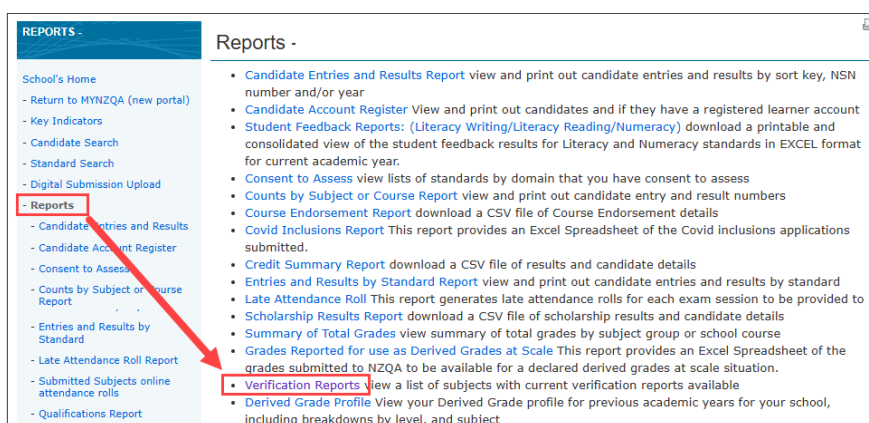 REPORTS -
School's Home
- Return to MYNZQA (new portal)
- Key Indicators
- Candidate Search
- Standard Search
- Digital Submission Upload
- Reports
- Candidate Entries and Results
- Candidate Account Register
- Consent to Assess
- Counts by Subject or Course
Report
- Entries and Results by
Standard
- Late Attendance Roll Report
- Submitted Subjects online
attendance rolls
- Qualifications Report
Reports -
• Candidate Entries and Results Report view and print out candidate entries and results by sort key, NSN
number and/or year
• Candidate Account Register View and print out candidates and if they have a registered learner account
• Student Feedback Reports: (Literacy Writing/Literacy Reading/Numeracy) download a printable and
consolidated view of the student feedback results for Literacy and Numeracy standards in EXCEL format
for current academic year.
• Consent to Assess view lists of standards by domain that you have consent to assess
• Counts by Subject or Course Report view and print out candidate entry and result numbers
• Course Endorsement Report download a CSV file of Course Endorsement details
• Covid Inclusions Report This report provides an Excel Spreadsheet of the Covid inclusions applications
submitted.
• Credit Summary Report download a CSV file of results and candidate details
• Entries and Results by Standard Report view and print out candidate entries and results by standard
• Late Attendance Roll This report generates late attendance rolls for each exam session to be provided to
• Scholarship Results Report download a CSV file of scholarship results and candidate details
• Summary of Total Grades view summary of total grades by subject group or school course
• Grades Reported for use as Derived Grades at Scale This report provides an Excel Spreadsheet of the
grades submitted to NZQA to be available for a declared derived grades at scale situation.
• Verification Reports view a list of subjects with current verification reports available
• Derived Grade Profile View your Derived Grade profile for previous academic years for your school,
including breakdowns by level, and subject